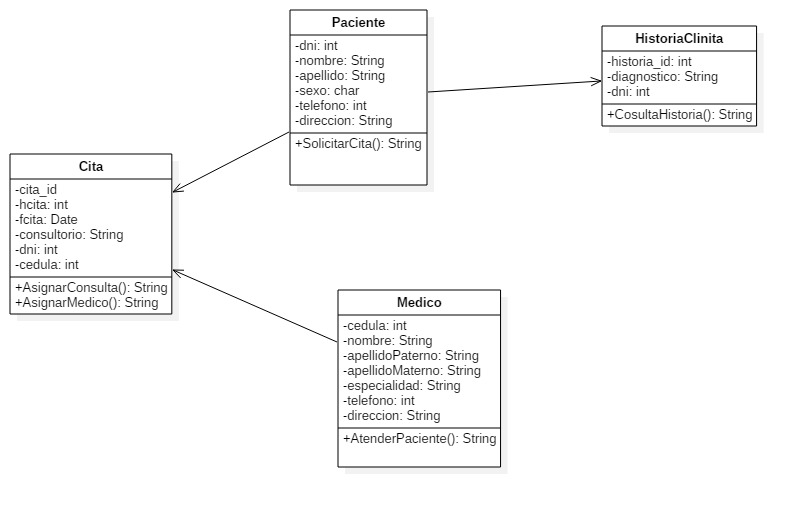 Paciente
-dni: int
-nombre: String
-apellido: String
-sexo: char
-telefono: int
-direccion: String
+SolicitarCita(): String
HistoriaClinita
-historia_id: int
-diagnostico: String
-dni: int
+CosultaHistoria(): String
Cita
-cita_id
-hcita: int
-fcita: Date
-consultorio: String
-dni: int
-cedula: int
+AsignarConsulta(): String
+AsignarMedico(): String
Medico
-cedula: int
-nombre: String
-apellidoPaterno: String
-apellidoMaterno: String
-especialidad: String
-telefono: int
-direccion: String
+AtenderPaciente(): String